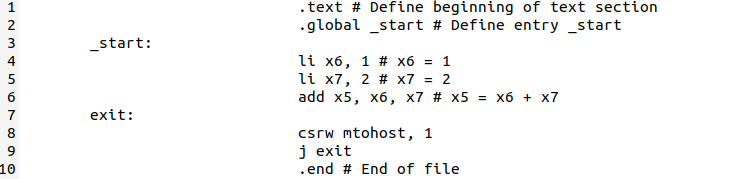 1 .text # Define beginning of text section
2 .global _start # Define entry _start
3 _start:
4 li x6, 1 # x6 = 1
5 li x7, 2 # x7 = 2
6 add x5, x6, x7 # x5 = x6 + x7
7 exit:
8 csrw mtohost, 1
9 j exit
10 .end # End of file